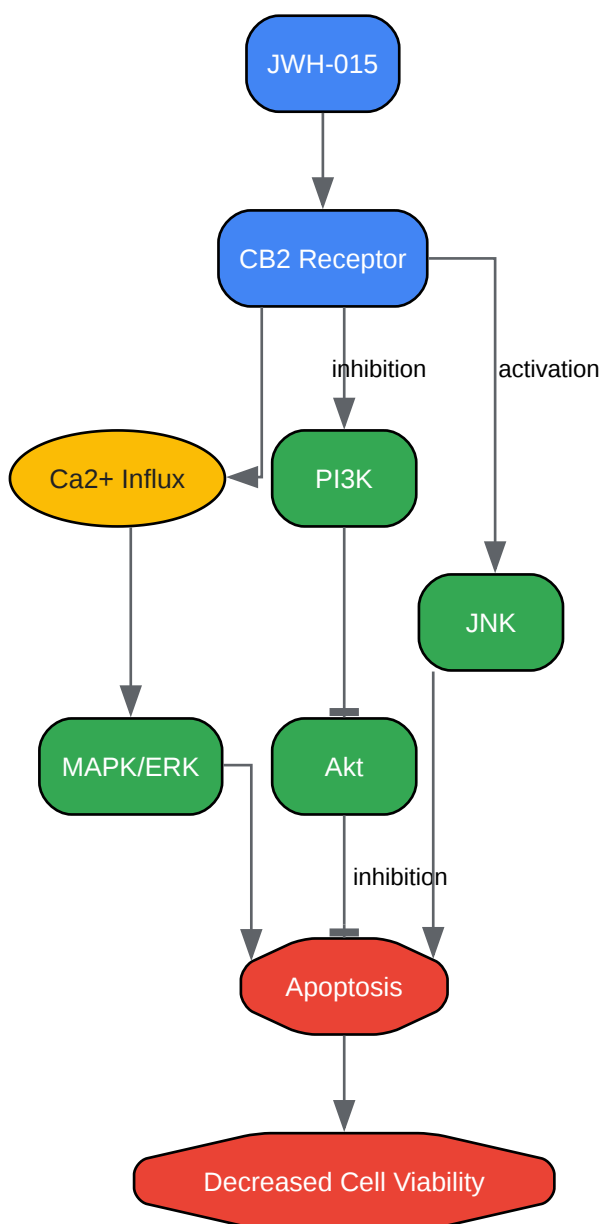 JWH-015
CB2 Receptor
inhibition
activation
Ca2+ Influx
PI3K
JNK
MAPK/ERK
Akt
inhibition
Apoptosis
Decreased Cell Viability